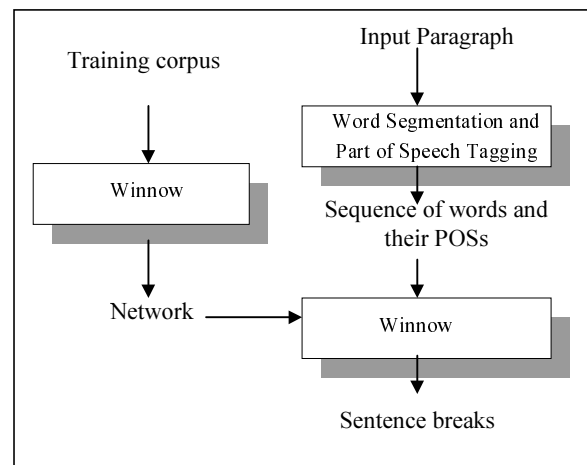 Training corpus
Winnow
Network
Input Paragraph
Word Segmentation and
Part of Speech Tagging
Sequence of words and
their POSs
Winnow
Sentence breaks